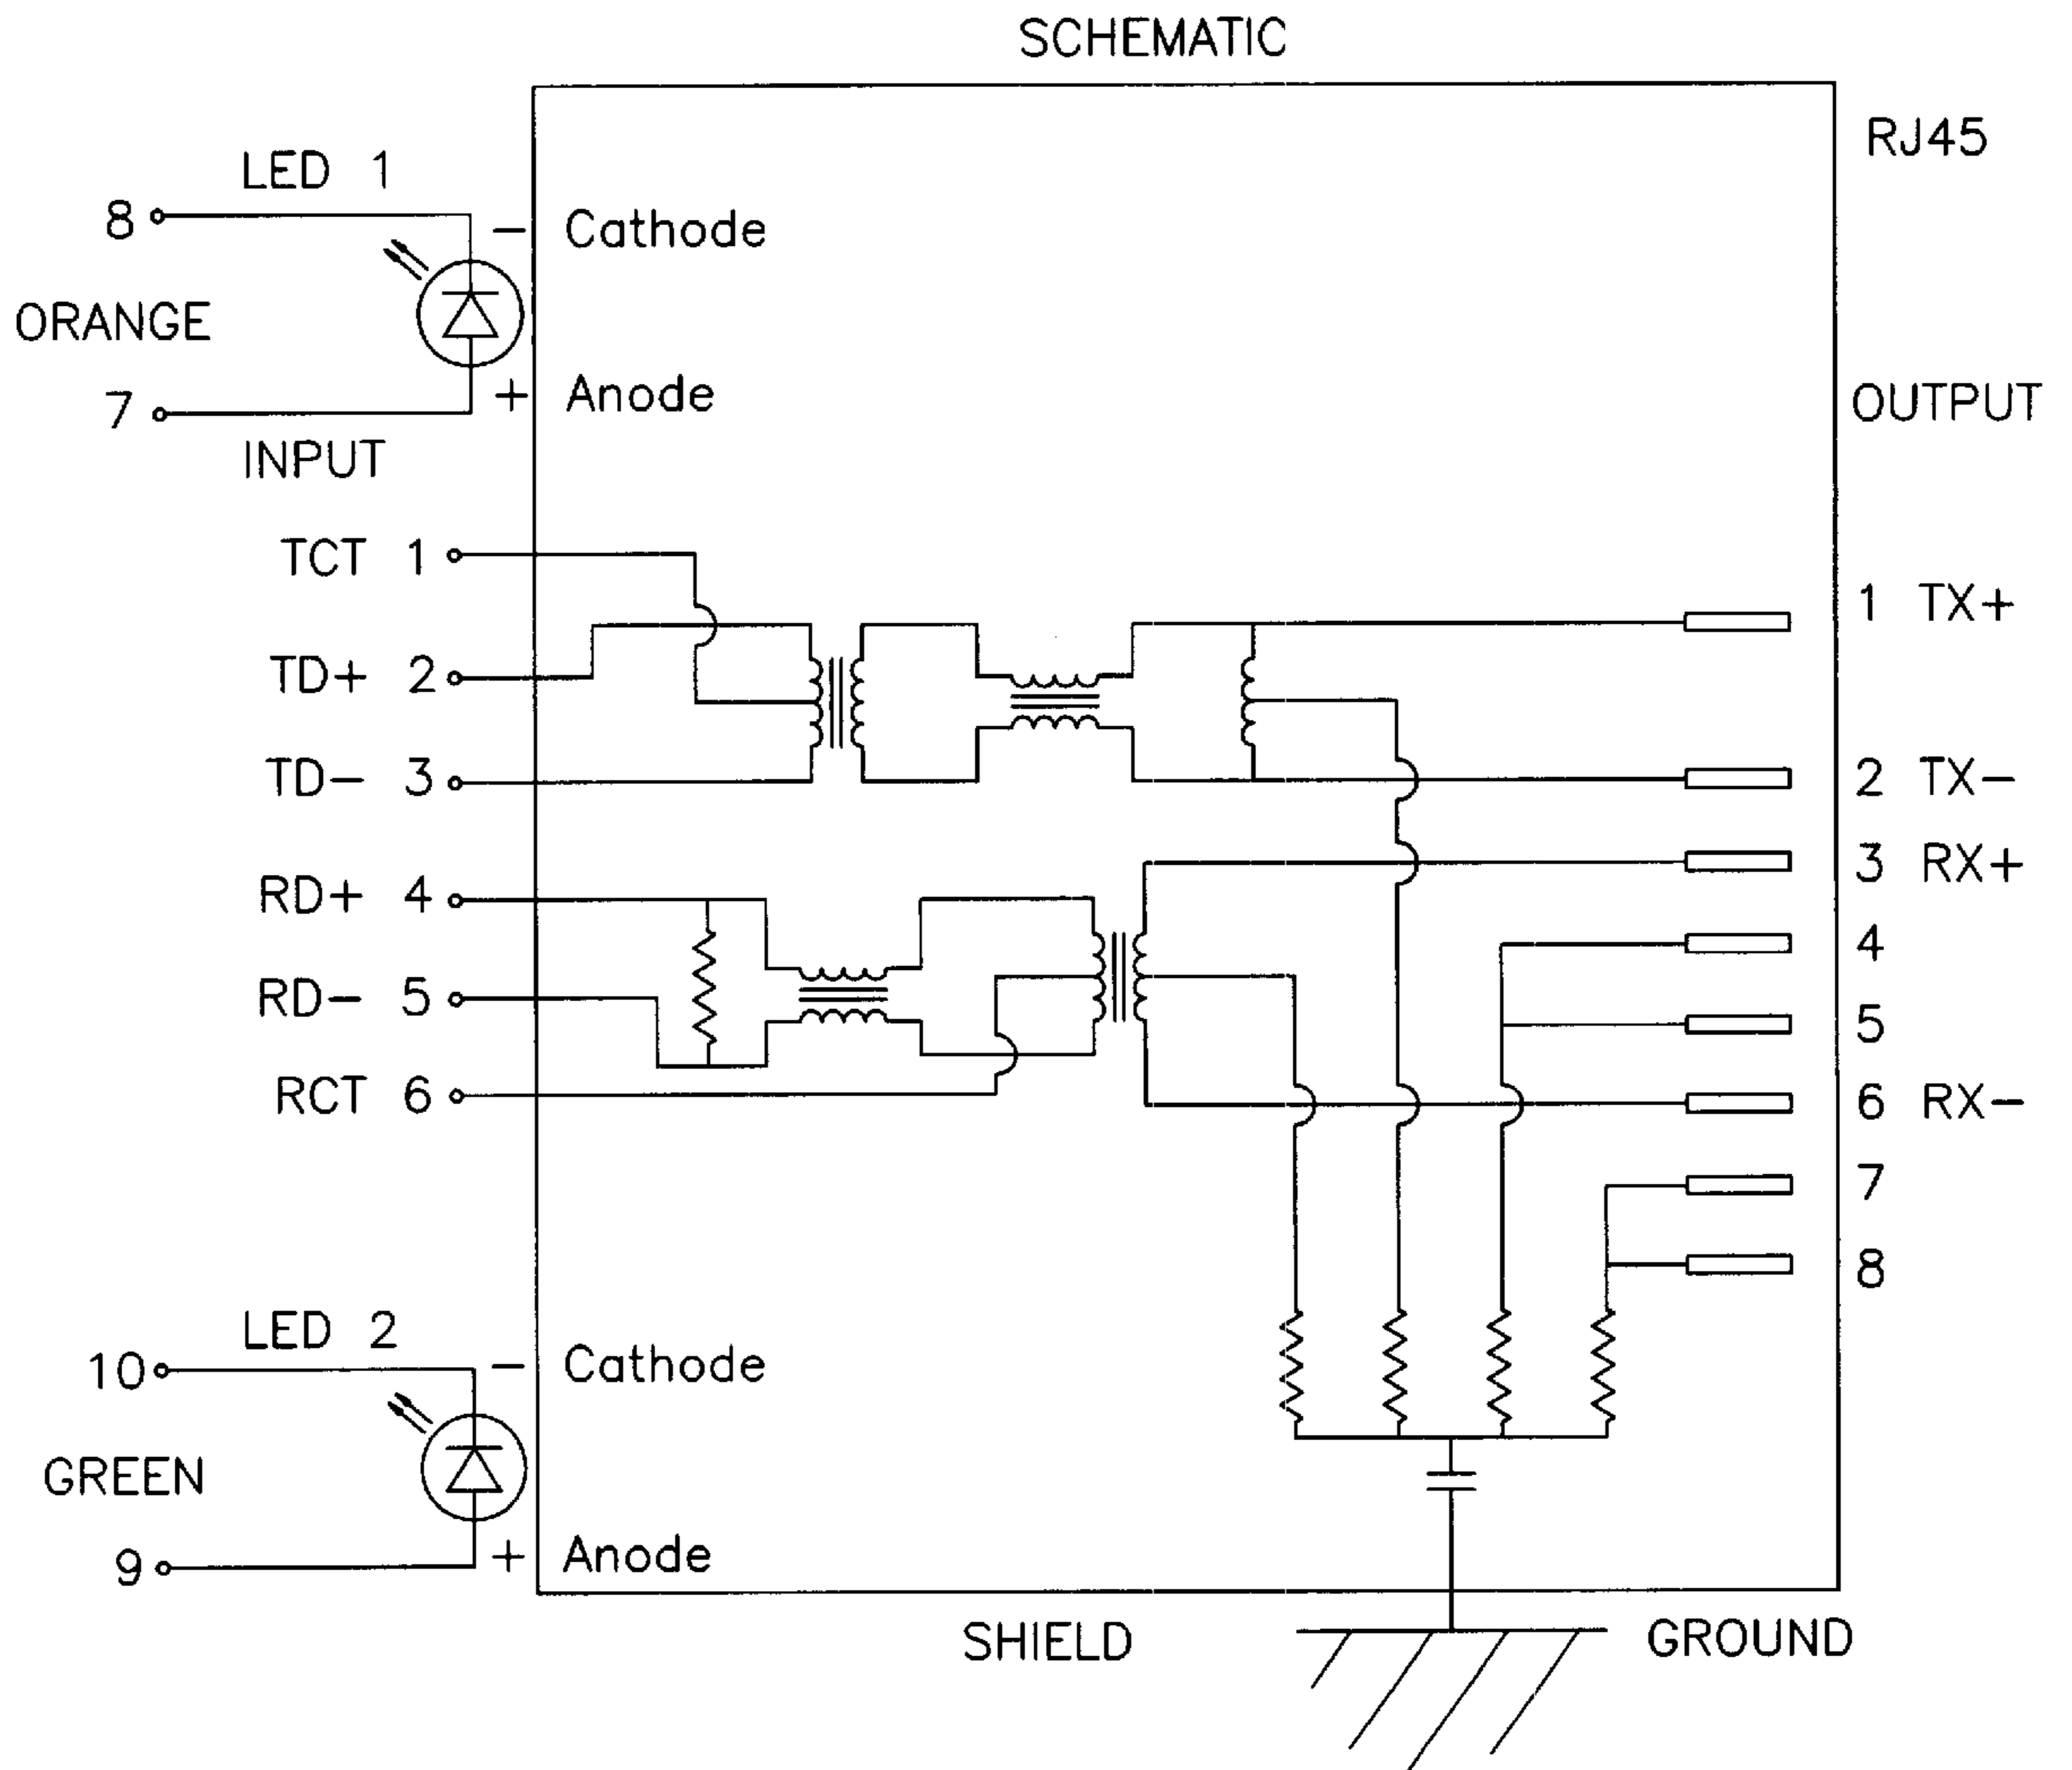 SCHEMATIC
RJ45
LED 1
8
- Cathode
ORANGE
+ Anode
7
OUTPUT
INPUT
TCT 1
1 TX+
TD+ 2
TD- 3
2 TX-
3 RX+
RD+ 4
4
RD- 5
5
RCT 6
6 RX-
7
8
LED 2
10
- Cathode
GREEN
+ Anode
9
SHIELD
GROUND